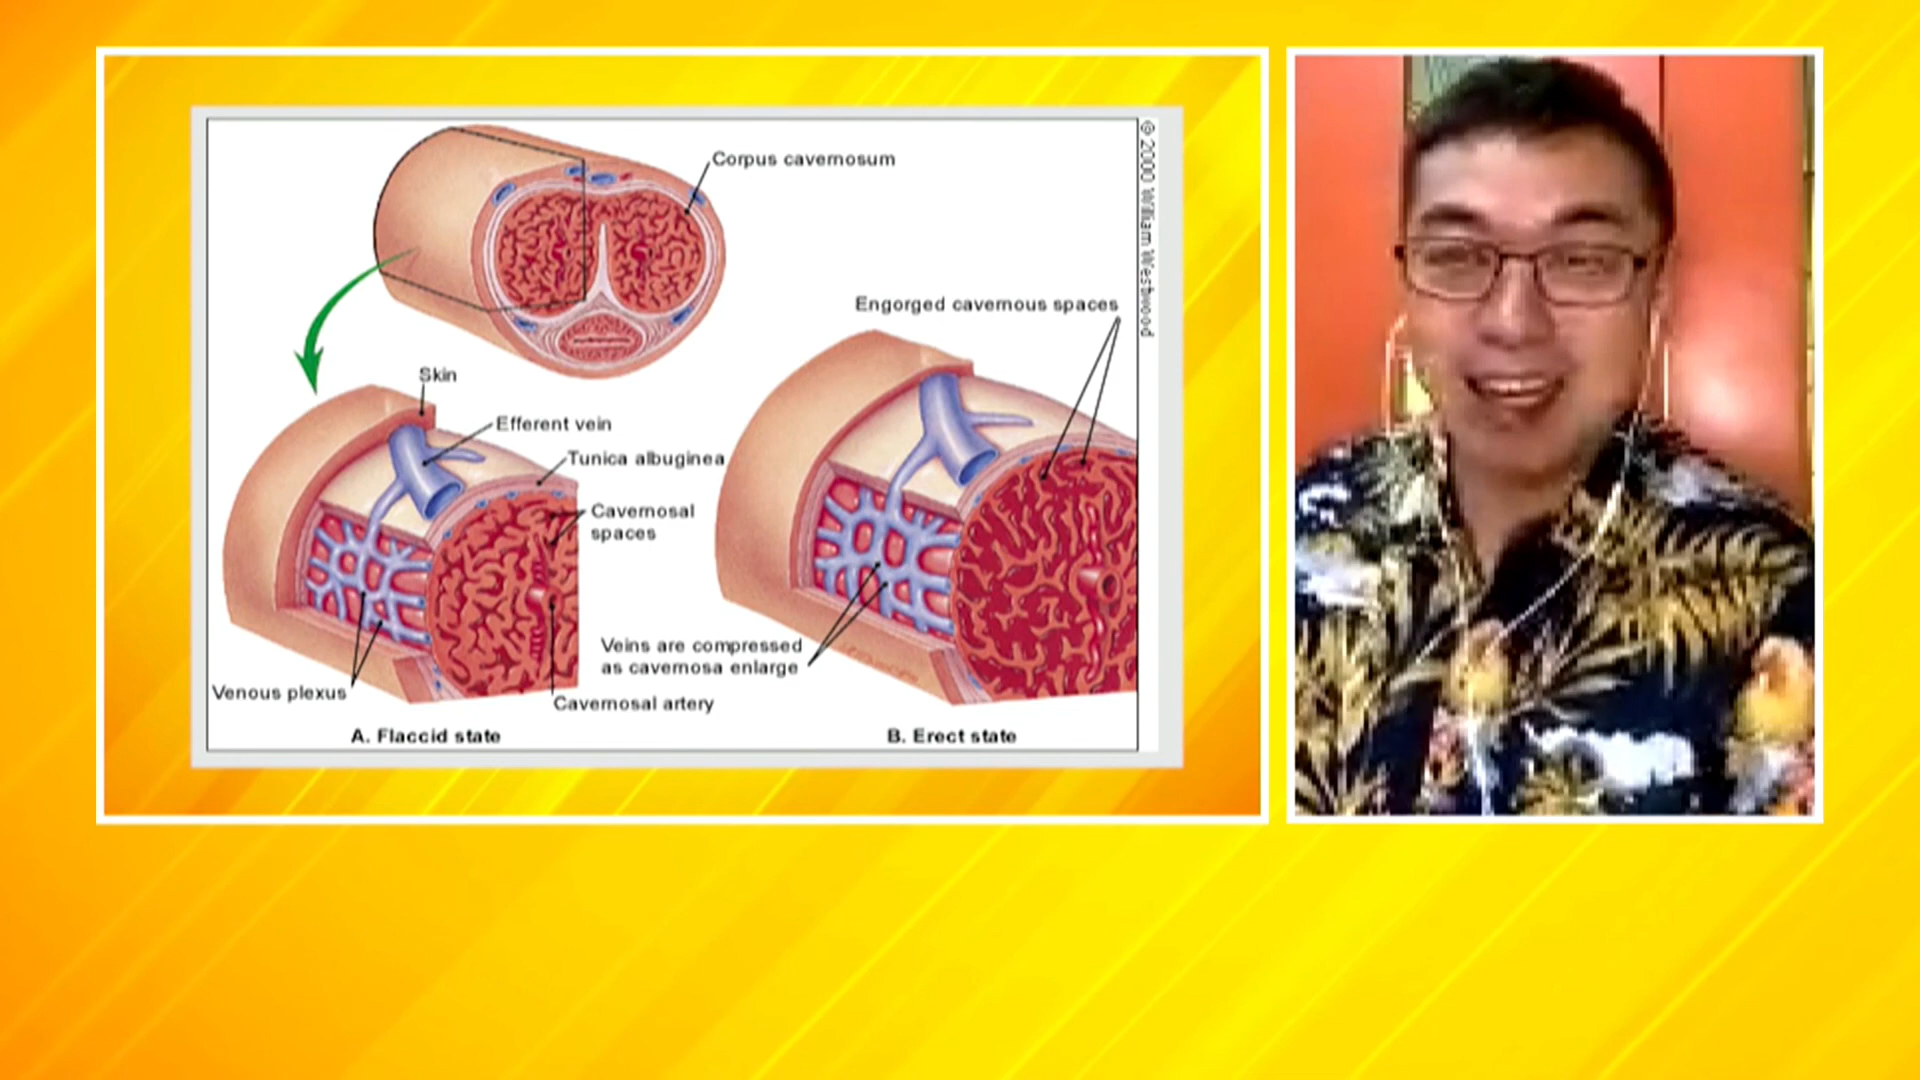 Corpus cavernosum
© 2000 William Westwood
Engorged cavernous spaces
Skin
Efferent vein
Tunica albuginea
Cavernosal
spaces
Veins are compressed
as cavernosa enlarge
Venous plexus
Cavernosal artery
A. Flaccid state
B. Erect state